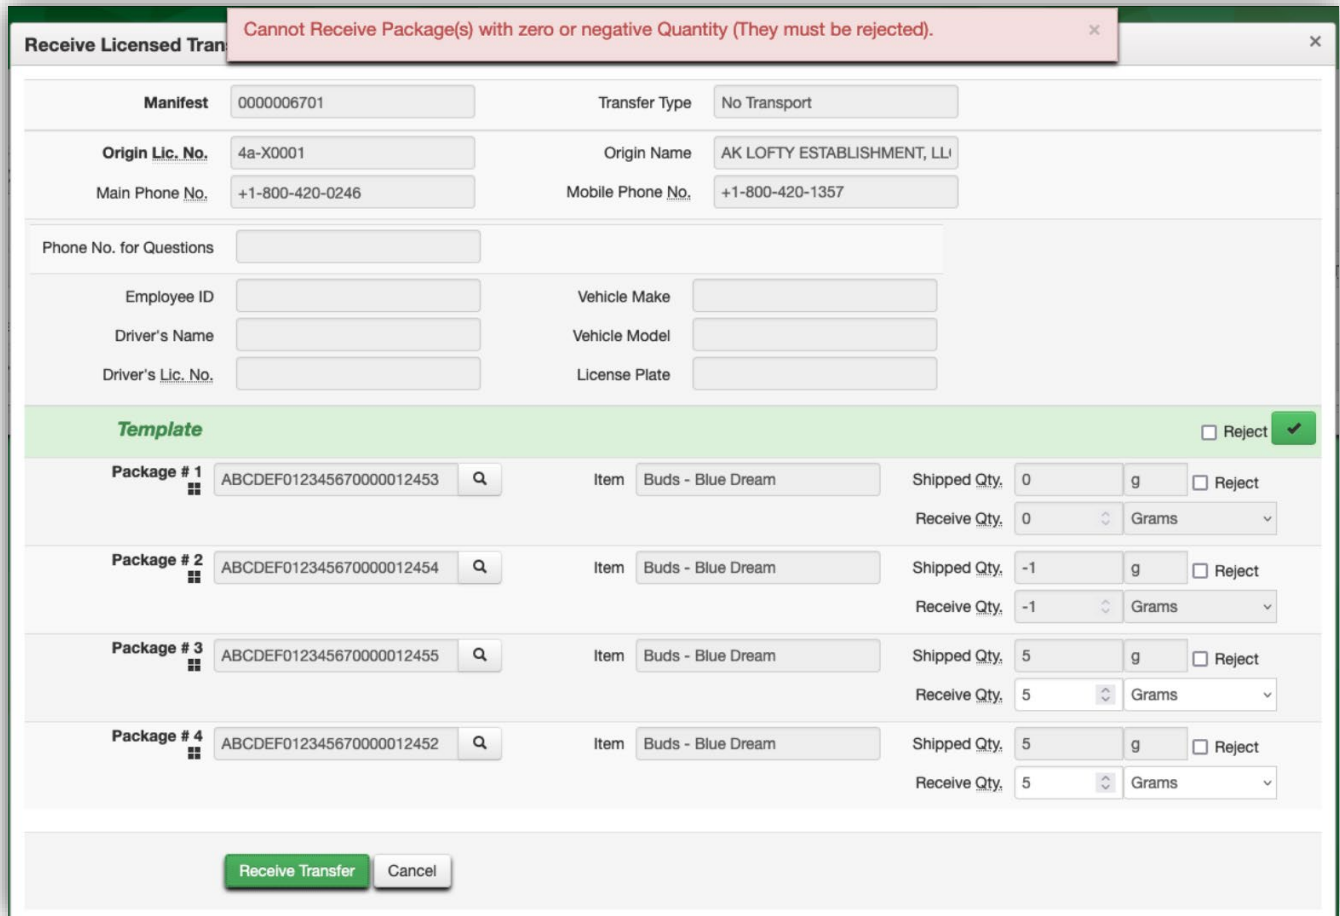 Cannot Receive Package(s) with zero or negative Quantity (They must be rejected). ×
Receive Licensed Tran ×
Manifest 0000006701 Transfer Type No Transport
Origin Lic. No. 4a-X0001 Origin Name AK LOFTY ESTABLISHMENT, LL
Main Phone No. +1-800-420-0246 Mobile Phone No. +1-800-420-1357
Phone No. for Questions
Employee ID Vehicle Make
Driver's Name Vehicle Model
Driver's Lic. No. License Plate
Template Reject
Package # 1 ABCDEF012345670000012453 Item Buds - Blue Dream Shipped Qty. 0 g Reject
Receive Qty. 0 Grams
Package # 2 ABCDEF012345670000012454 Item Buds - Blue Dream Shipped Qty. -1 g Reject
Receive Qty. -1 Grams
Package # 3 ABCDEF012345670000012455 Item Buds - Blue Dream Shipped Qty. 5 g Reject
Receive Qty. 5 Grams
Package # 4 ABCDEF012345670000012452 Item Buds - Blue Dream Shipped Qty. 5 g Reject
Receive Qty. 5 Grams
Receive Transfer Cancel